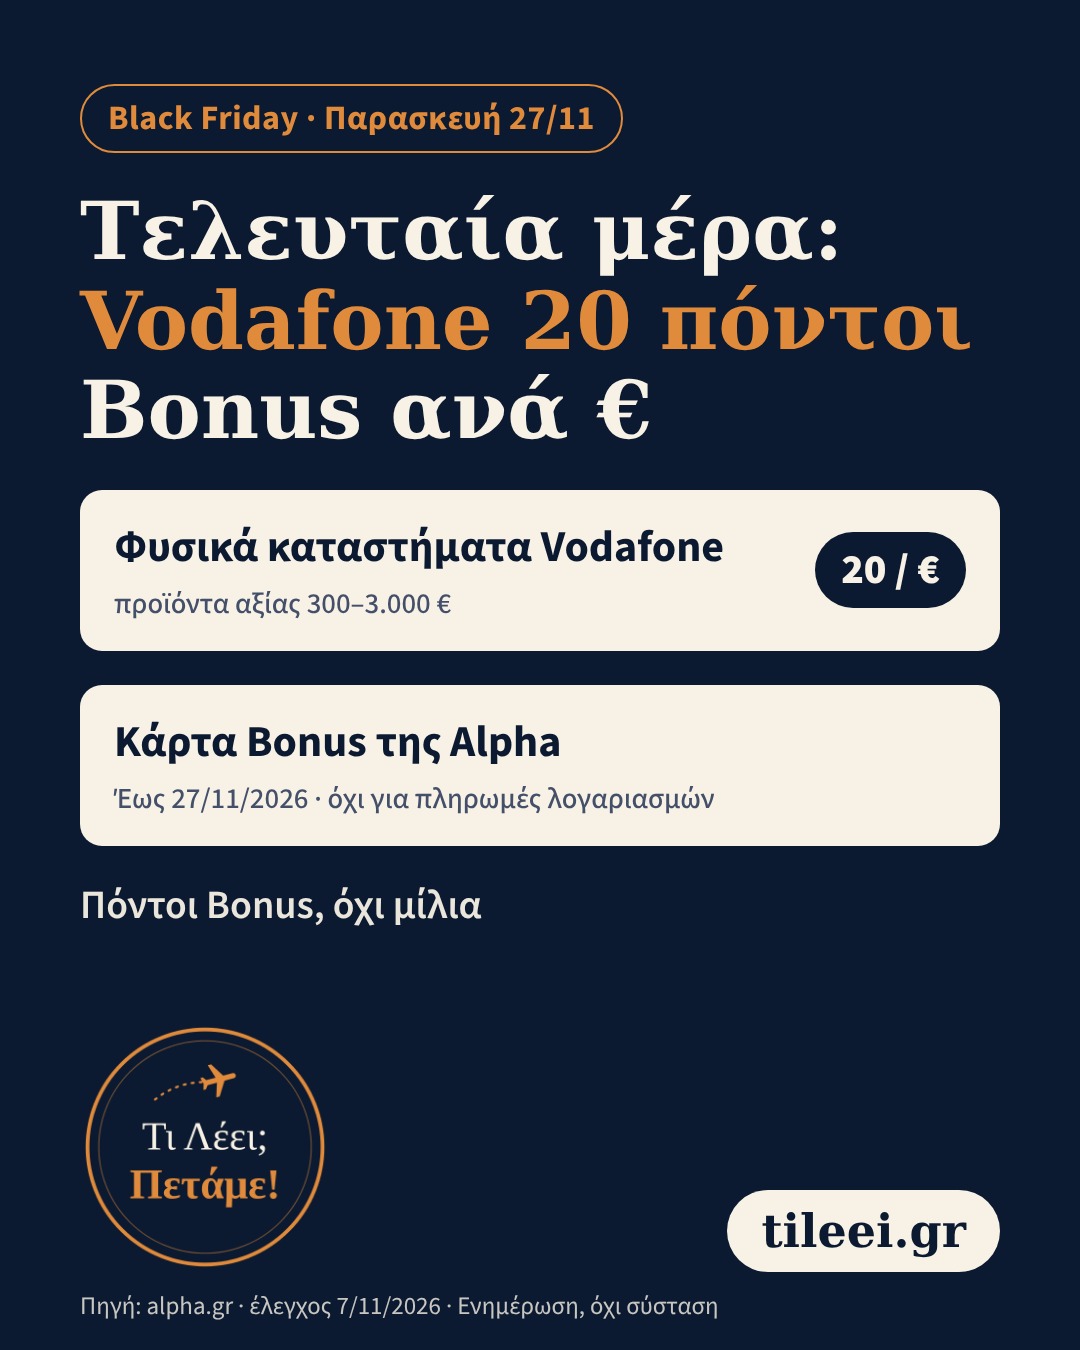 Black Friday · Παρασκευή 27/11
Τελευταία μέρα:
Vodafone 20 πόντοι
Bonus ανά €
Φυσικά καταστήματα Vodafone
20 / €
προϊόντα αξίας 300–3.000 €
Κάρτα Bonus της Alpha
Έως 27/11/2026 · όχι για πληρωμές λογαριασμών
Πόντοι Bonus, όχι μίλια
Τι Λέει;
Πετάμε!
tileei.gr
Πηγή: alpha.gr · έλεγχος 7/11/2026 · Ενημέρωση, όχι σύσταση